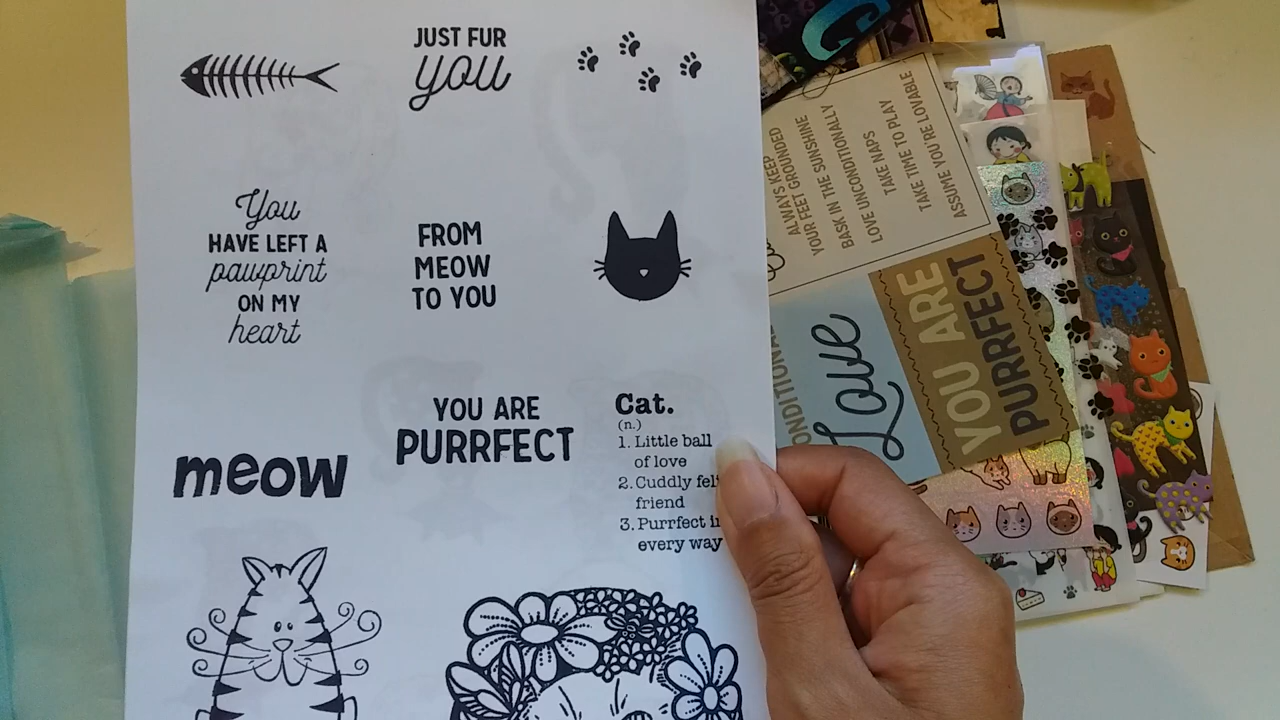 JUST FUR
you
You
HAVE LEFT A
pawprint
ON MY
heart
FROM
MEOW
TO YOU
meow
YOU ARE
PURRFECT
Cat.
(n.)
1. Little ball
of love
2. Cuddly
friend
3. Purrfect
every way
ALWAYS KEEP
YOUR FEET GROUNDED
BASK IN THE SUNSHINE
LOVE UNCONDITIONALLY
TAKE NAPS
TAKE TIME TO PLAY
ASSUME YOU'RE LOVABLE
Love
YOU ARE
PURRFECT